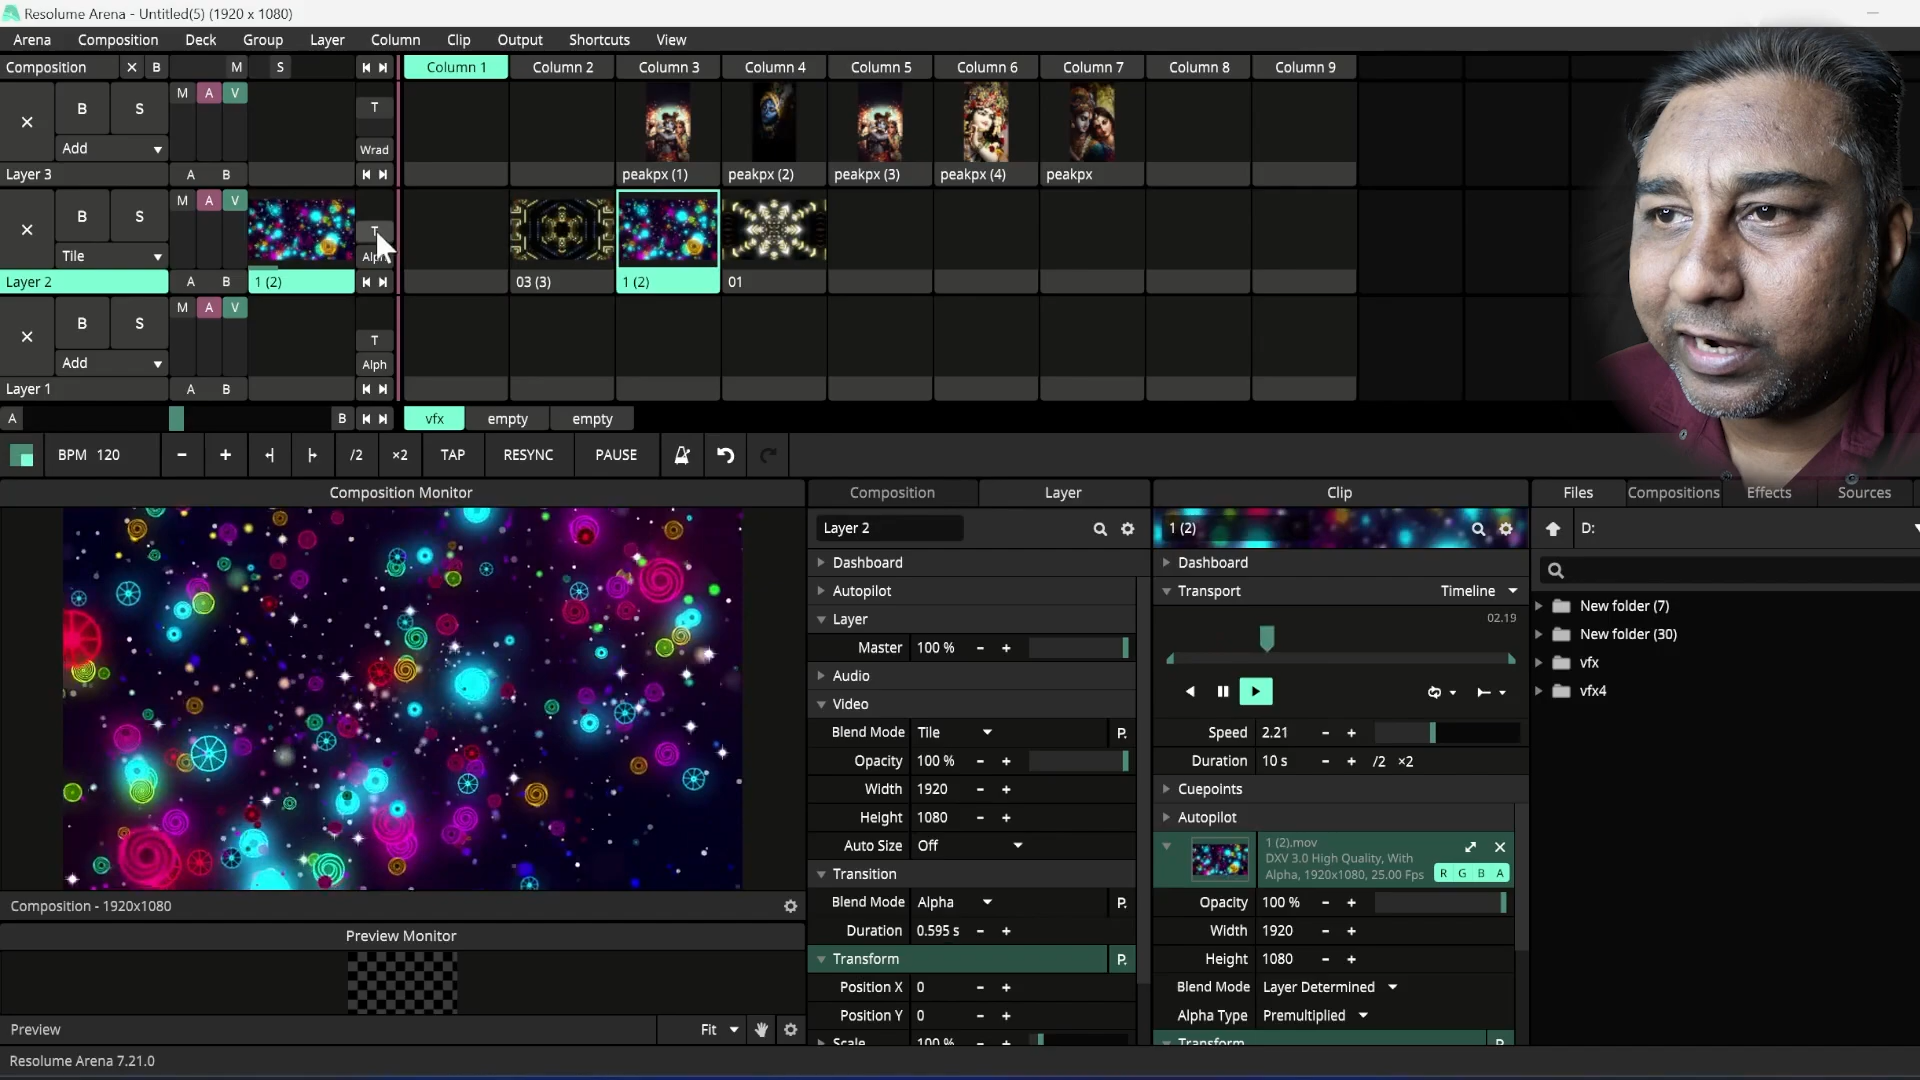 Resolume Arena - Untitled(5) (1920 x 1080)
Arena Composition Deck Group Layer Column Clip Output Shortcuts View
Composition B M S Column 1 Column 2 Column 3 Column 4 Column 5 Column 6 Column 7 Column 8 Column 9
B S M A V T
Add Wrad
Layer 3 A B peakpx (1) peakpx (2) peakpx (3) peakpx (4) peakpx
B S M A V T
Tile
Layer 2 A B 1 (2) 03 (3) 1 (2) 01
B S M A V T
Add Alph
Layer 1 A B
A B vfx empty empty
BPM 120 - + /2 ×2 TAP RESYNC PAUSE
Composition Monitor Composition Layer Clip Files Compositions Effects Sources
Layer 2 1 (2) D:
Dashboard Dashboard
Autopilot Transport Timeline
Layer 02.19 New folder (7)
Master 100 % - + New folder (30)
Audio vfx
Video vfx4
Blend Mode Tile P. Speed 2.21 - +
Opacity 100 % - + Duration 10 s - + /2 ×2
Width 1920 - + Cuepoints
Height 1080 - + Autopilot
Auto Size Off 1 (2).mov
DXV 3.0 High Quality, With
Alpha, 1920x1080, 25.00 Fps R G B A
Transition
Blend Mode Alpha P. Opacity 100 % - +
Duration 0.595 s - + Width 1920 - +
Transform P. Height 1080 - +
Position X 0 - + Blend Mode Layer Determined
Position Y 0 - + Alpha Type Premultiplied
Scale 100 % - + Transform P.
Composition - 1920x1080
Preview Monitor
Preview Fit
Resolume Arena 7.21.0